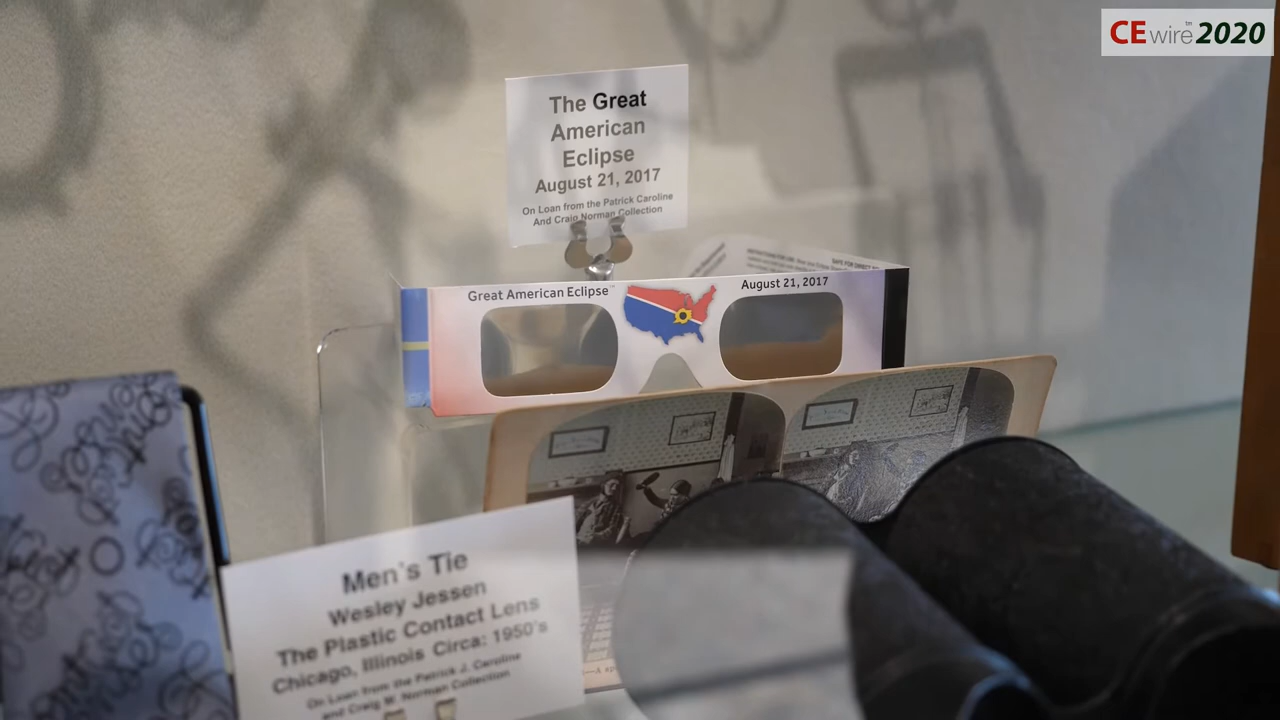 CEwire™2020
The Great
American
Eclipse
August 21, 2017
On Loan from the Patrick Caroline
And Craig Norman Collection
Great American Eclipse™
August 21, 2017
Men's Tie
Wesley Jessen
The Plastic Contact Lens
Chicago, Illinois Circa: 1950's
On Loan from the Patrick J. Caroline
and Craig W. Norman Collection